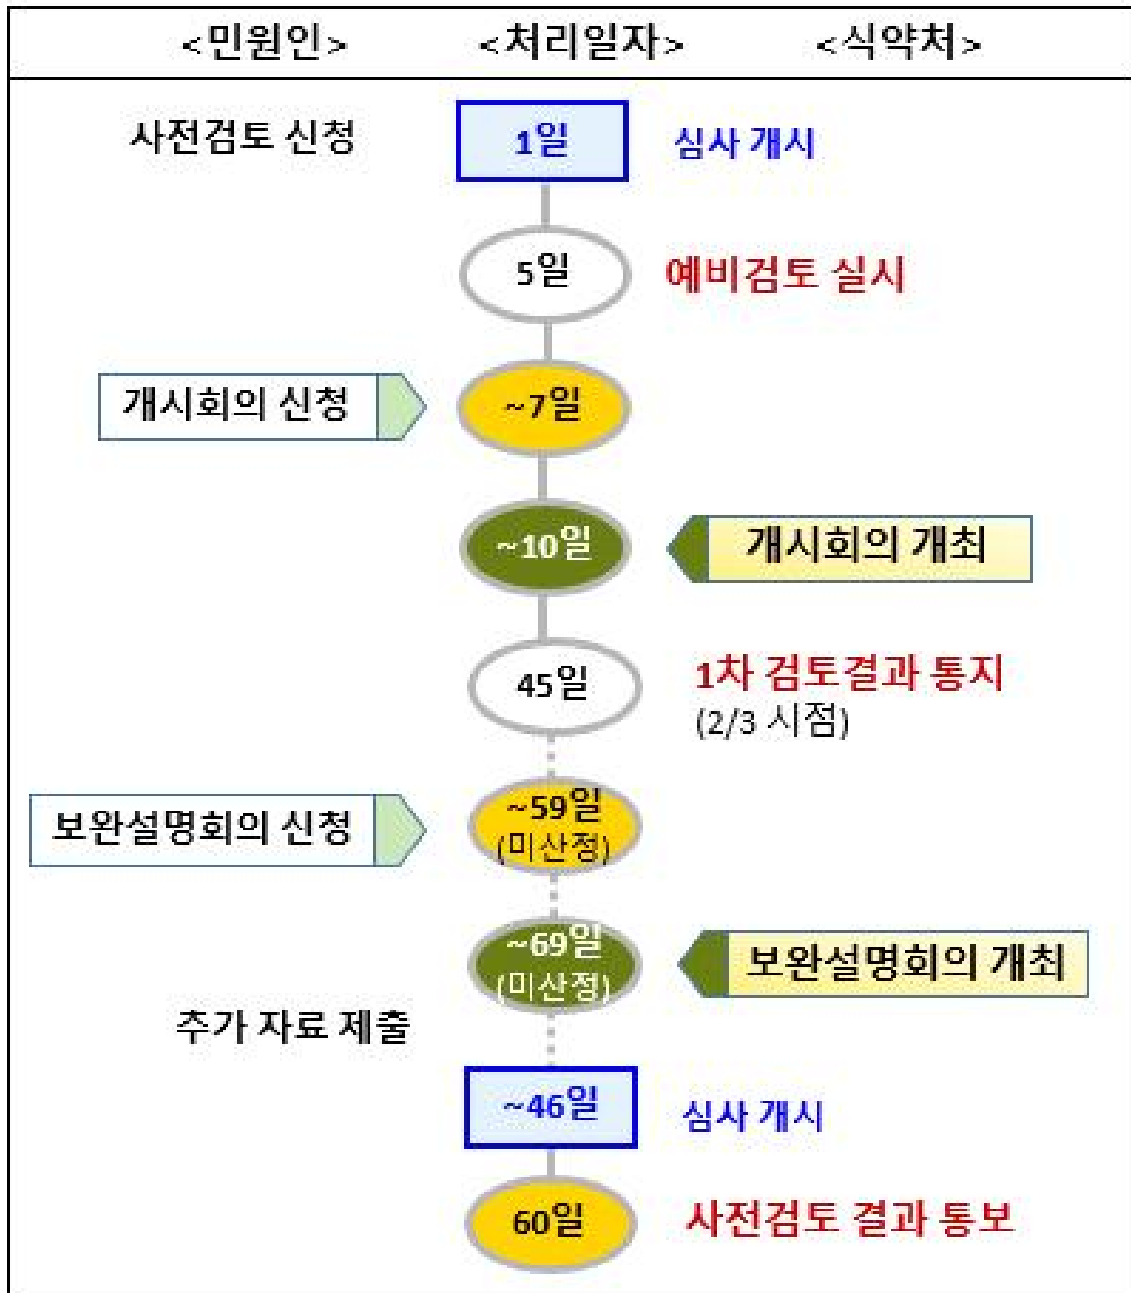 <민원인> <처리일자> <식약처>
사전검토 신청 1일 심사 개시
5일 예비검토 실시
개시회의 신청 ~7일
~10일 개시회의 개최
45일 1차 검토결과 통지
(2/3 시점)
보완설명회의 신청 ~59일
(미산정)
~69일 보완설명회의 개최
(미산정)
추가 자료 제출
~46일 심사 개시
60일 사전검토 결과 통보